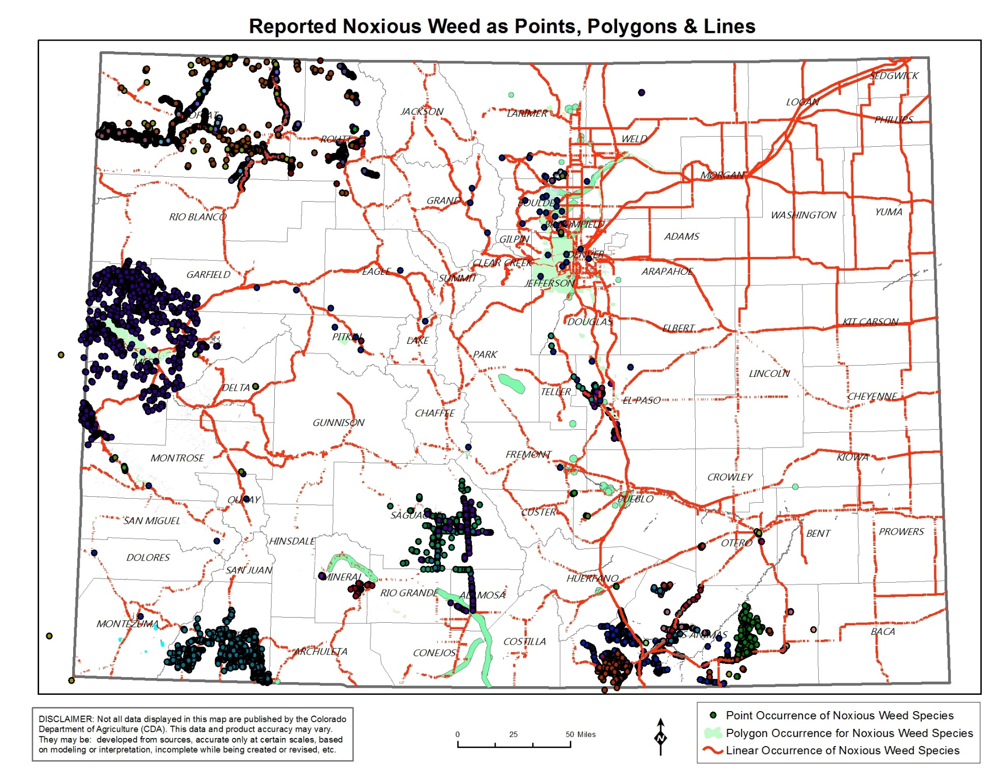 Reported Noxious Weed as Points, Polygons & Lines
SEDGWICK
LOGAN
JACKSON
LARIMER
PHILLIPS
ROUTT
WELD
MORGAN
GRAND
BOULDER
RIO BLANCO
WASHINGTON
YUMA
BROOMFIELD
GILPIN
ADAMS
DENVER
CLEAR CREEK
GARFIELD
EAGLE
SUMMIT
ARAPAHOE
JEFFERSON
DOUGLAS
ELBERT
KIT CARSON
PITKIN
LAKE
PARK
LINCOLN
DELTA
TELLER
EL PASO
CHEYENNE
CHAFFEE
GUNNISON
MONTROSE
FREMONT
KIOWA
CROWLEY
OURAY
PUEBLO
CUSTER
SAGUACHE
SAN MIGUEL
BENT
PROWERS
HINSDALE
OTERO
DOLORES
SAN JUAN
MINERAL
HUERFANO
RIO GRANDE
ALAMOSA
MONTEZUMA
BACA
COSTILLA
ARCHULETA
CONEJOS
DISCLAIMER: Not all data displayed in this map are published by the Colorado
Department of Agriculture (CDA). This data and product accuracy may vary.
They may be:  developed from sources, accurate only at certain scales, based
on modeling or interpretation, incomplete while being created or revised, etc.
0 25 50 Miles
N
Point Occurrence of Noxious Weed Species
Polygon Occurrence for Noxious Weed Species
Linear Occurrence of Noxious Weed Species